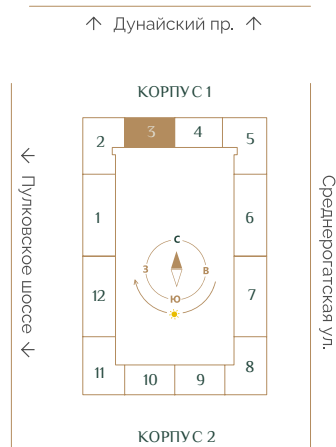 ↑ Дунайский пр. ↑
КОРПУС 1
2
3
4
5
1
6
12
7
11
10
9
8
С
З
В
Ю
← Пулковское шоссе ←
Среднерогатская ул.
КОРПУС 2